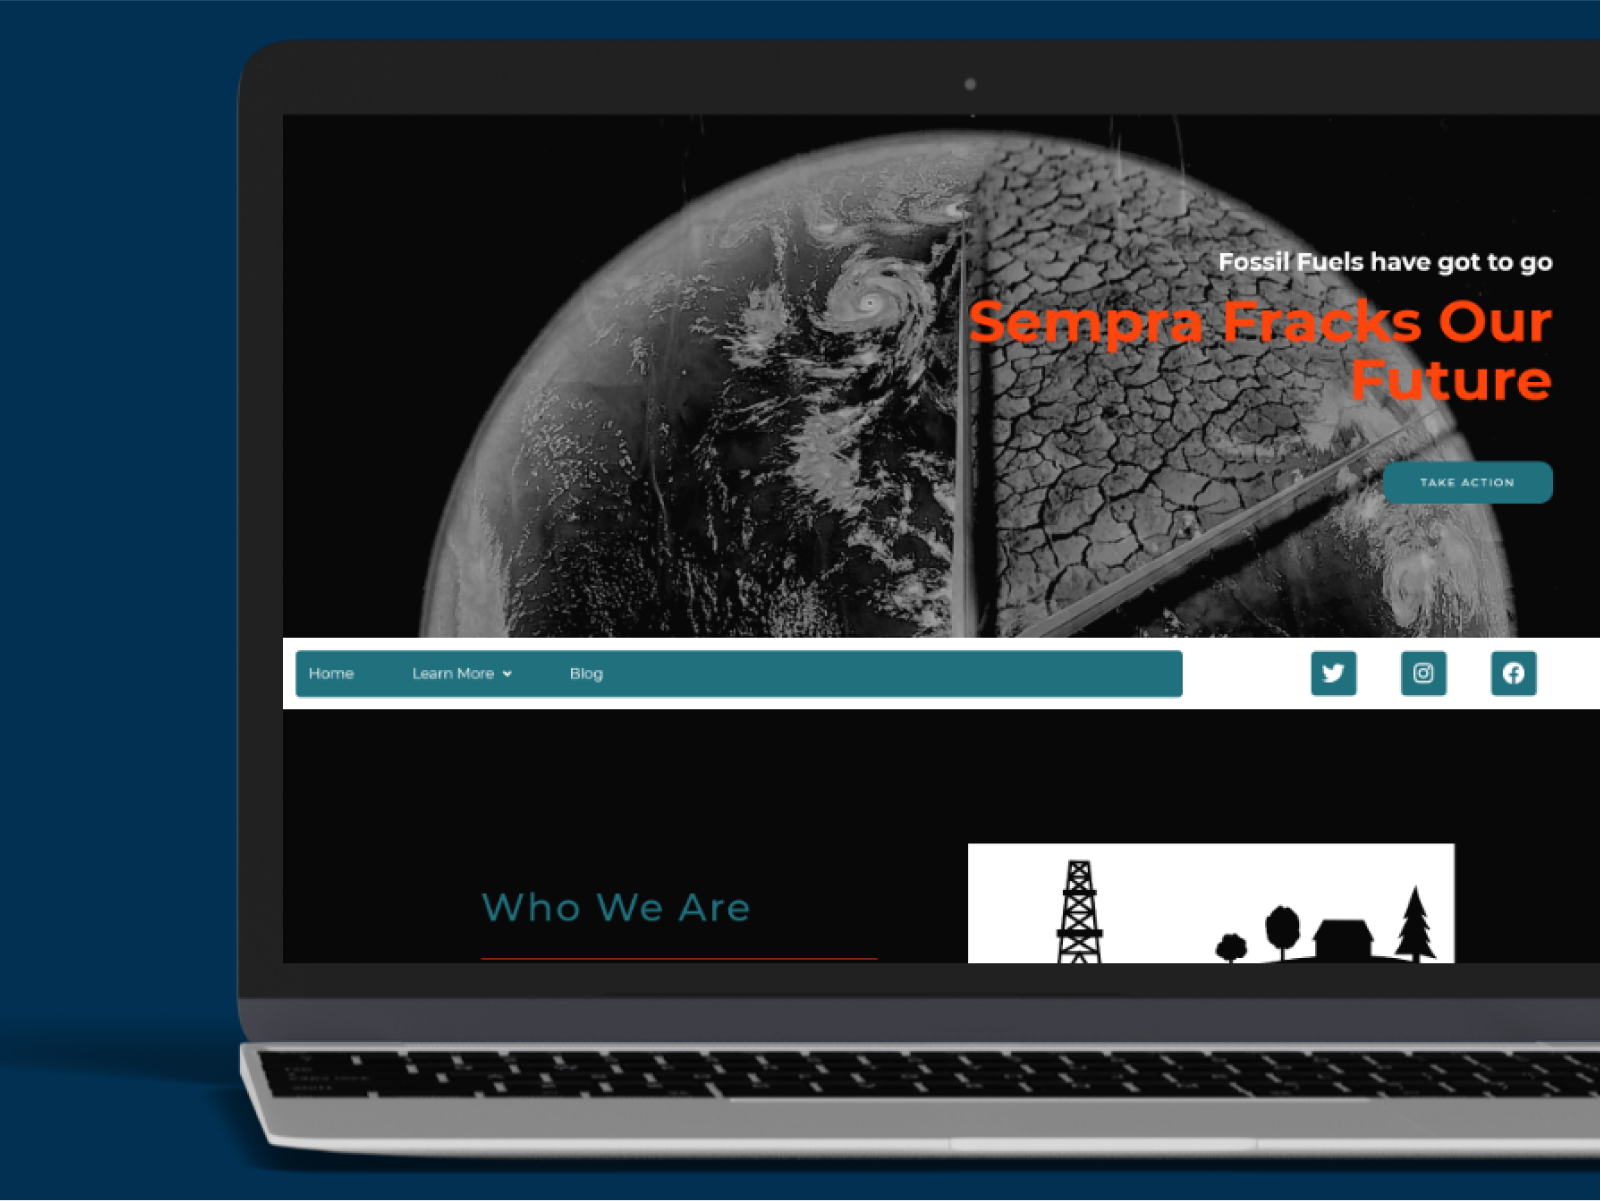 Fossil Fuels have got to go
Sempra Fracks Our
Future
TAKE ACTION
Home
Learn More
Blog
Who We Are